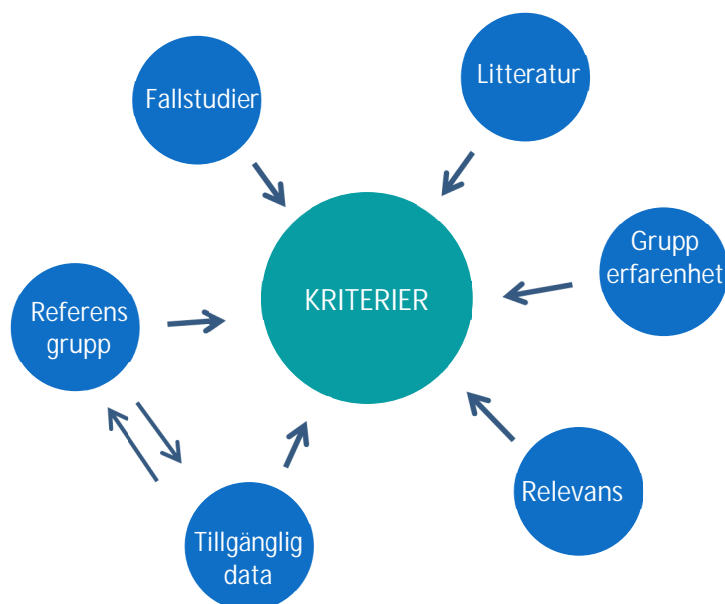 Fallstudier
Litteratur
Grupp
erfarenhet
KRITERIER
Referens
grupp
Relevans
Tillgänglig
data